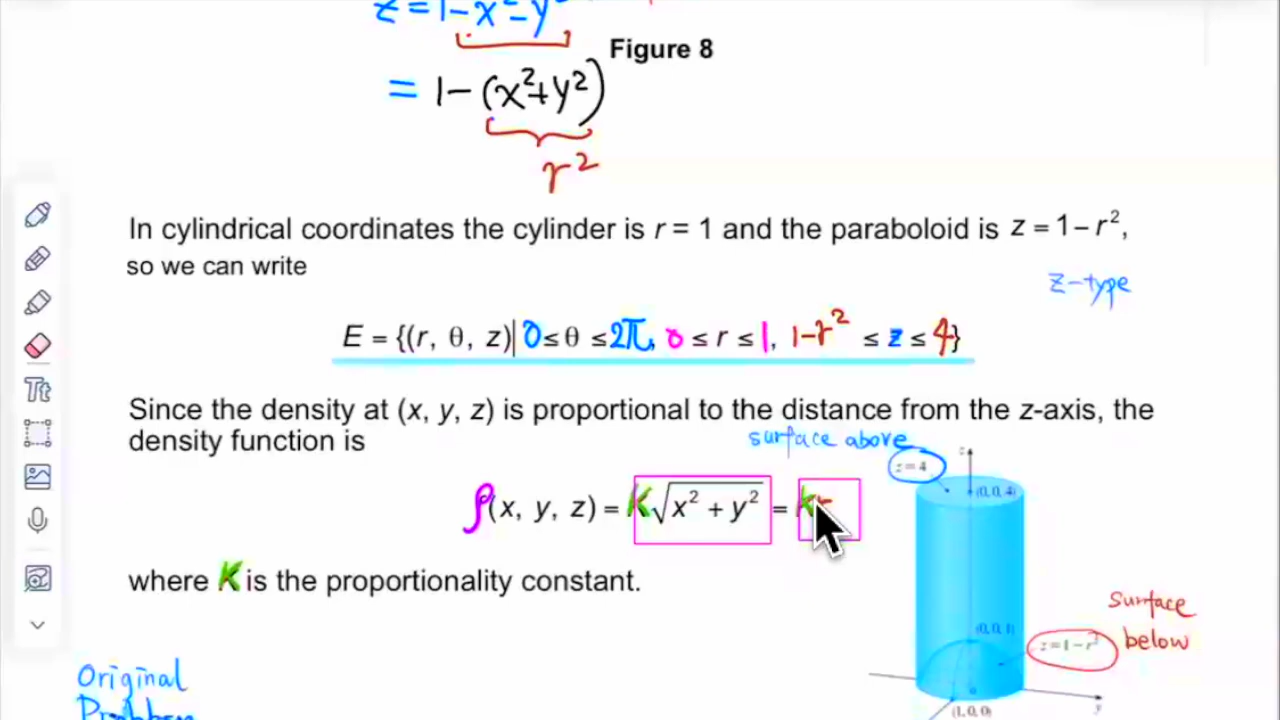 z = 1 - x² - y²
Figure 8
= 1 - (x² + y²)
r²
In cylindrical coordinates the cylinder is r = 1 and the paraboloid is z = 1 – r²,
so we can write
z-type
E = {(r, θ, z)| 0 ≤ θ ≤ 2π, 0 ≤ r ≤ 1, 1-r² ≤ z ≤ 4}
Since the density at (x, y, z) is proportional to the distance from the z-axis, the
density function is
surface above
z = 4
z
(0, 0, 4)
ρ(x, y, z) = K√(x² + y²) = Kr
where K is the proportionality constant.
(0, 0, 1)
z = 1 – r²
surface
below
0
y
(1, 0, 0)
Original
Problem
Tt